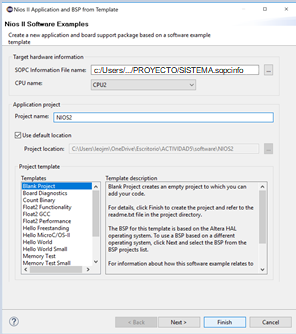 Nios II Application and BSP from Template
Nios II Software Examples
Create a new application and board support package based on a software example
template
Target hardware information
SOPC Information File name: c:/Users/.../PROYECTO/SISTEMA.sopcinfo ...
CPU name: CPU2
Application project
Project name: NIOS2
Use default location
Project location: C:\Users\leojm\OneDrive\Escritorio\ACTIVIDAD5\software\NIOS2 ...
Project template
Templates
Blank Project
Board Diagnostics
Count Binary
Float2 Functionality
Float2 GCC
Float2 Performance
Hello Freestanding
Hello MicroC/OS-II
Hello World
Hello World Small
Memory Test
Memory Test Small
Template description
Blank Project creates an empty project to which you can
add your code.
For details, click Finish to create the project and refer to the
readme.txt file in the project directory.
The BSP for this template is based on the Altera HAL
operating system. To use a BSP based on a different
operating system, click Next and select the BSP from the
BSP projects list.
For information about how this software example relates to
? < Back Next > Finish Cancel